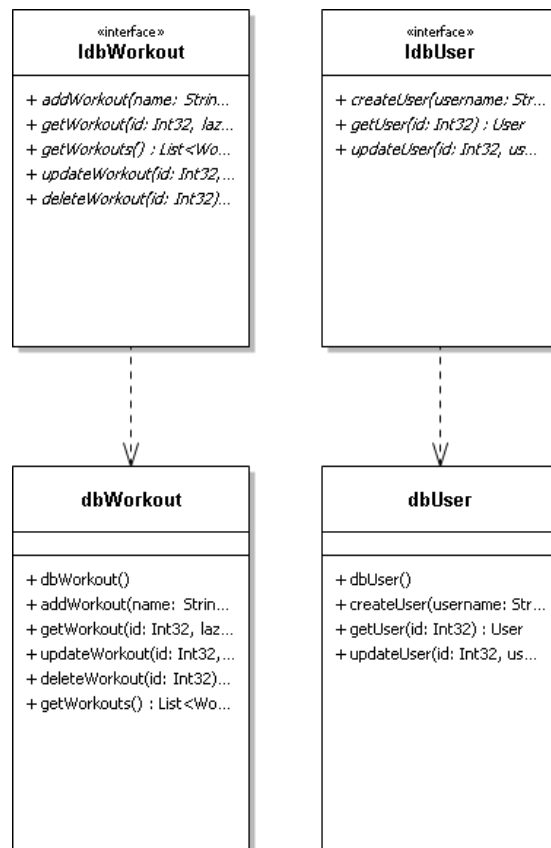 «interface»
IdbWorkout
+ addWorkout(name: Strin...
+ getWorkout(id: Int32, laz...
+ getWorkouts() : List<Wo...
+ updateWorkout(id: Int32,...
+ deleteWorkout(id: Int32)...
«interface»
IdbUser
+ createUser(username: Str...
+ getUser(id: Int32) : User
+ updateUser(id: Int32, us...
dbWorkout
+ dbWorkout()
+ addWorkout(name: Strin...
+ getWorkout(id: Int32, laz...
+ updateWorkout(id: Int32,...
+ deleteWorkout(id: Int32)...
+ getWorkouts() : List<Wo...
dbUser
+ dbUser()
+ createUser(username: Str...
+ getUser(id: Int32) : User
+ updateUser(id: Int32, us...